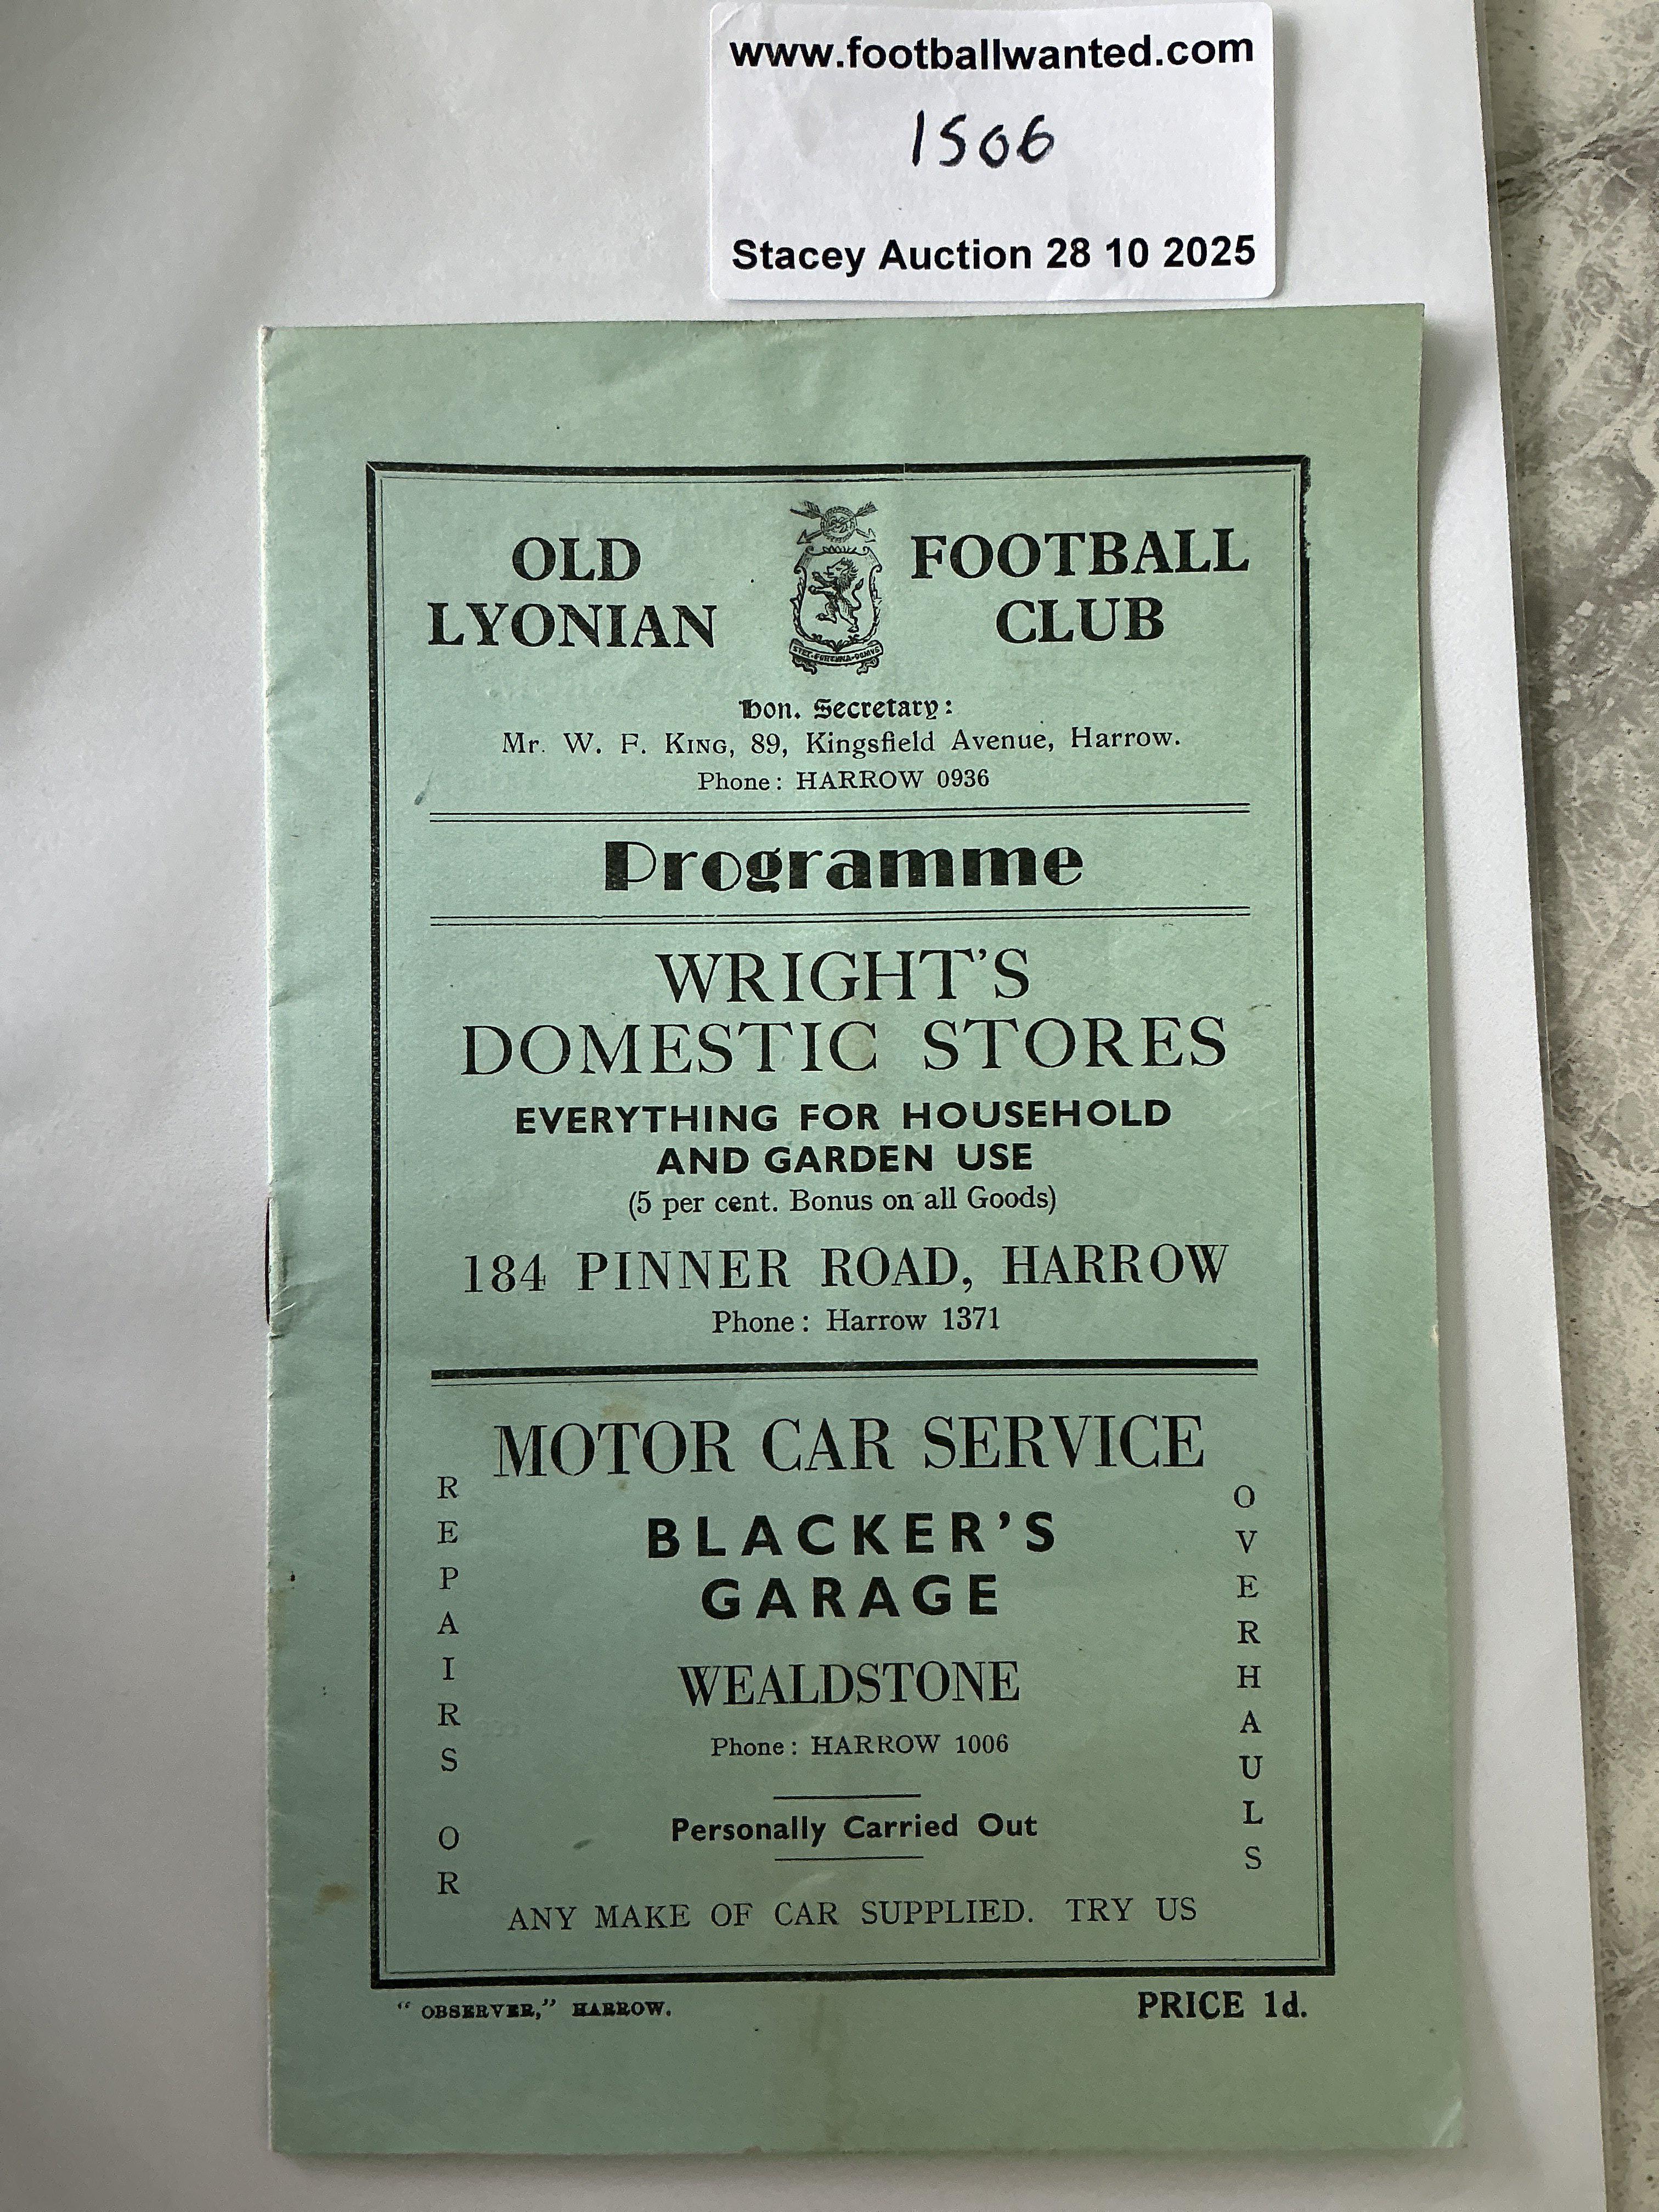 www.footballwanted.com
1506
Stacey Auction 28 10 2025
OLD LYONIAN
FOOTBALL CLUB
STET FORTUNA DOMUS
Hon. Secretary:
Mr. W. F. KING, 89, Kingsfield Avenue, Harrow.
Phone: HARROW 0936
Programme
WRIGHT'S
DOMESTIC STORES
EVERYTHING FOR HOUSEHOLD
AND GARDEN USE
(5 per cent. Bonus on all Goods)
184 PINNER ROAD, HARROW
Phone: Harrow 1371
MOTOR CAR SERVICE
REPAIRS OR
BLACKER'S
GARAGE
WEALDSTONE
Phone: HARROW 1006
Personally Carried Out
OVERHAULS
ANY MAKE OF CAR SUPPLIED. TRY US
"OBSERVER," HARROW.
PRICE 1d.